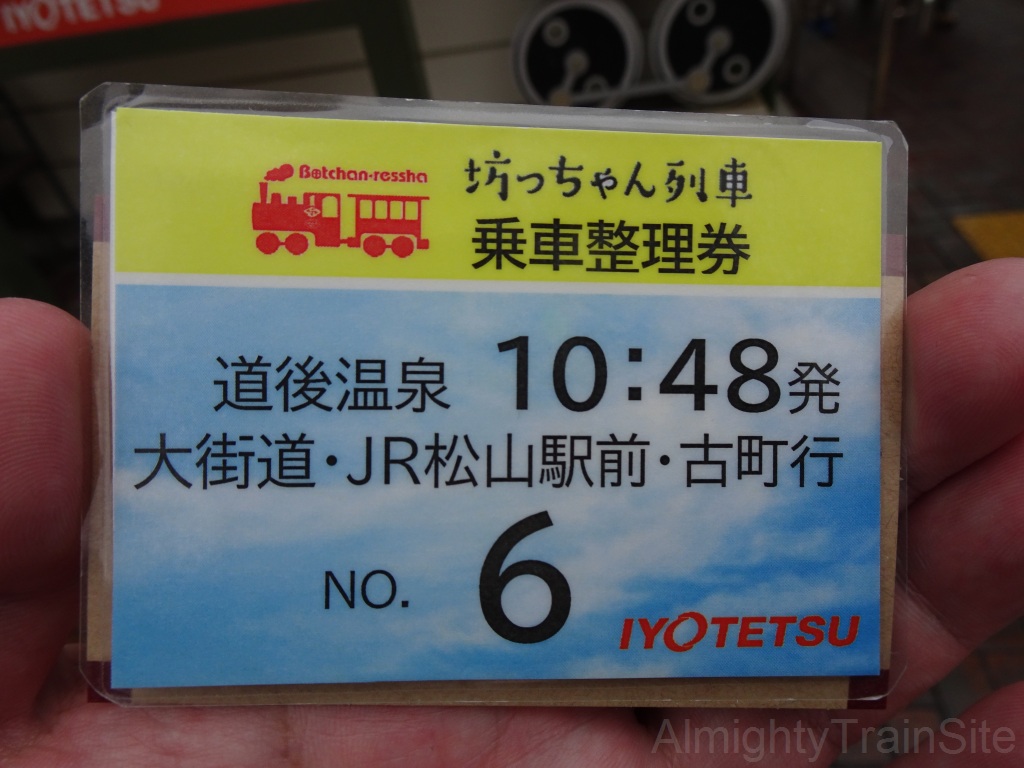 IYOTETSU
Botchan-ressha
坊っちゃん列車
乗車整理券
道後温泉 10:48発
大街道・JR松山駅前・古町行
NO. 6
IYOTETSU
AlmightyTrainSite